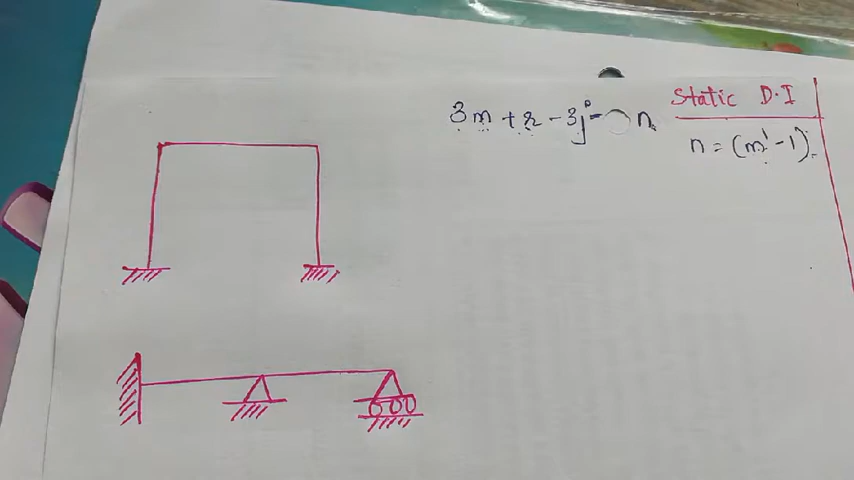 3m + r - 3j - n
Static D.I
n = (m' - 1)